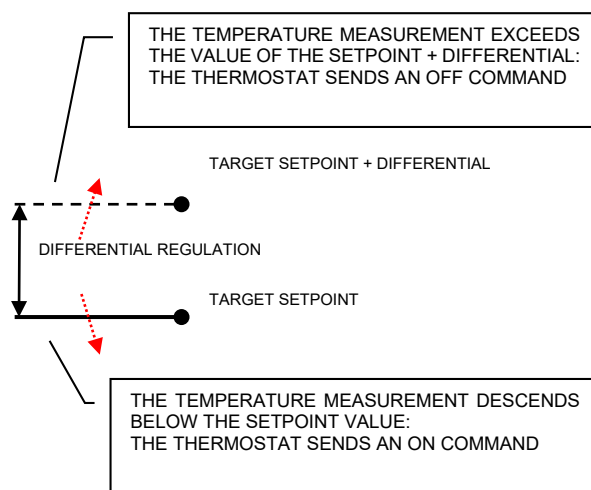 THE TEMPERATURE MEASUREMENT EXCEEDS
THE VALUE OF THE SETPOINT + DIFFERENTIAL:
THE THERMOSTAT SENDS AN OFF COMMAND
TARGET SETPOINT + DIFFERENTIAL
DIFFERENTIAL REGULATION
TARGET SETPOINT
THE TEMPERATURE MEASUREMENT DESCENDS
BELOW THE SETPOINT VALUE:
THE THERMOSTAT SENDS AN ON COMMAND